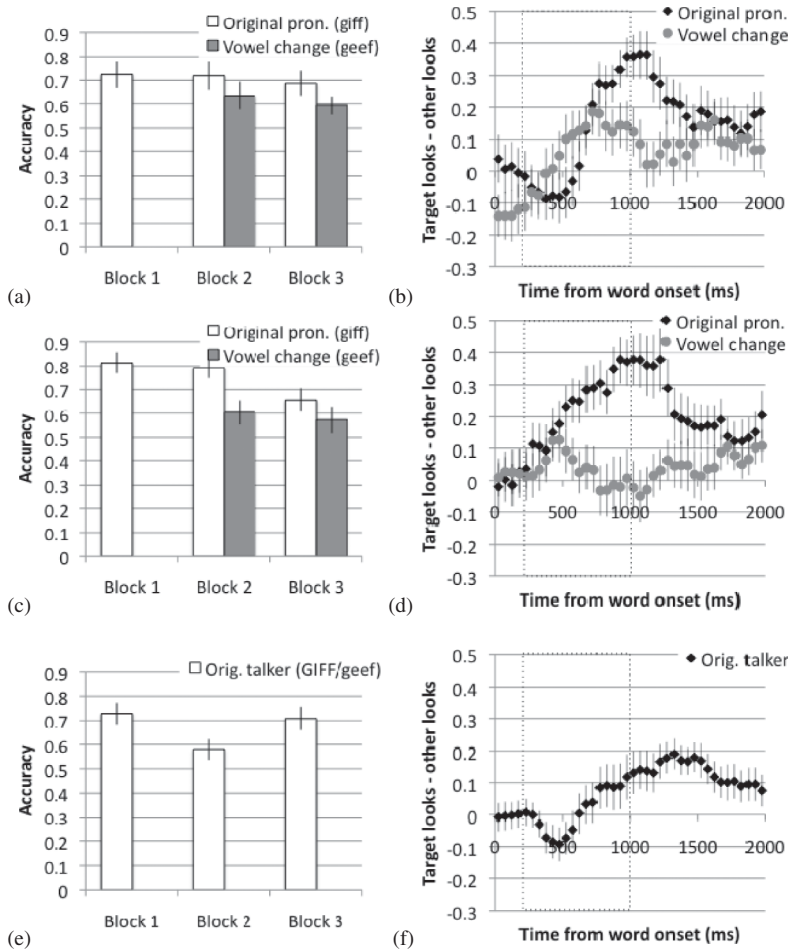 Original pron. (giff)
Vowel change (geef)
0.9
0.8
0.7
0.6
0.5
0.4
0.3
0.2
0.1
0
Accuracy
Block 1 Block 2 Block 3
(a)
Original pron.
Vowel change
0.5
0.4
0.3
0.2
0.1
0
-0.1
-0.2
-0.3
Target looks - other looks
0 500 1000 1500 2000
Time from word onset (ms)
(b)
Original pron. (giff)
Vowel change (geef)
0.9
0.8
0.7
0.6
0.5
0.4
0.3
0.2
0.1
0
Accuracy
Block 1 Block 2 Block 3
(c)
Original pron.
Vowel change
0.5
0.4
0.3
0.2
0.1
0
-0.1
-0.2
-0.3
Target looks - other looks
0 500 1000 1500 2000
Time from word onset (ms)
(d)
Orig. talker (GIFF/geef)
0.9
0.8
0.7
0.6
0.5
0.4
0.3
0.2
0.1
0
Accuracy
Block 1 Block 2 Block 3
(e)
Orig. talker
0.5
0.4
0.3
0.2
0.1
0
-0.1
-0.2
-0.3
Target looks - other looks
0 500 1000 1500 2000
Time from word onset (ms)
(f)